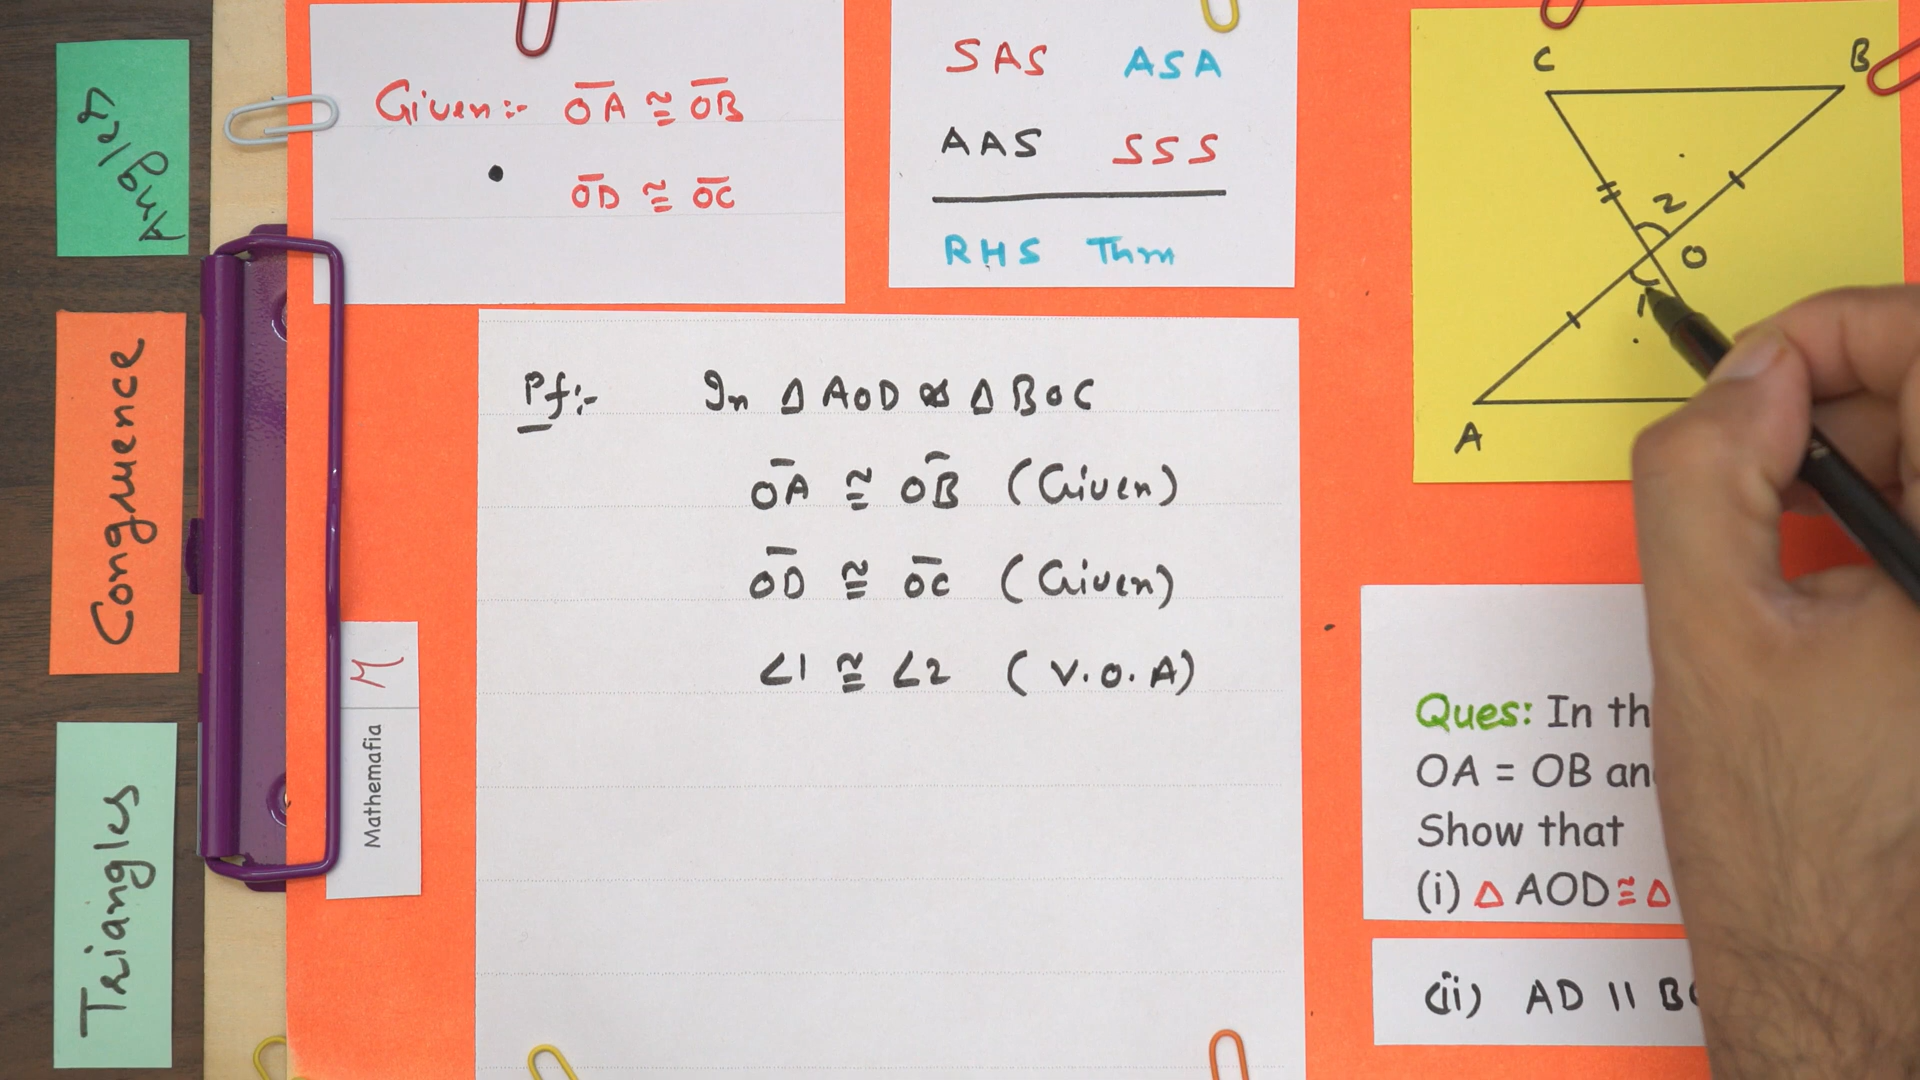 Angles
Congruence
Triangles
Given:- OA ≅ OB
OD ≅ OC
SAS ASA
AAS SSS
RHS Thm
C B
2
O
1
A
Pf:- In Δ AOD & Δ BOC
OA ≅ OB (Given)
OD ≅ OC (Given)
∠1 ≅ ∠2 (V.O.A)
M
Mathemafia
Ques: In th
OA = OB an
Show that
(i) Δ AOD ≅ Δ
(ii) AD || B